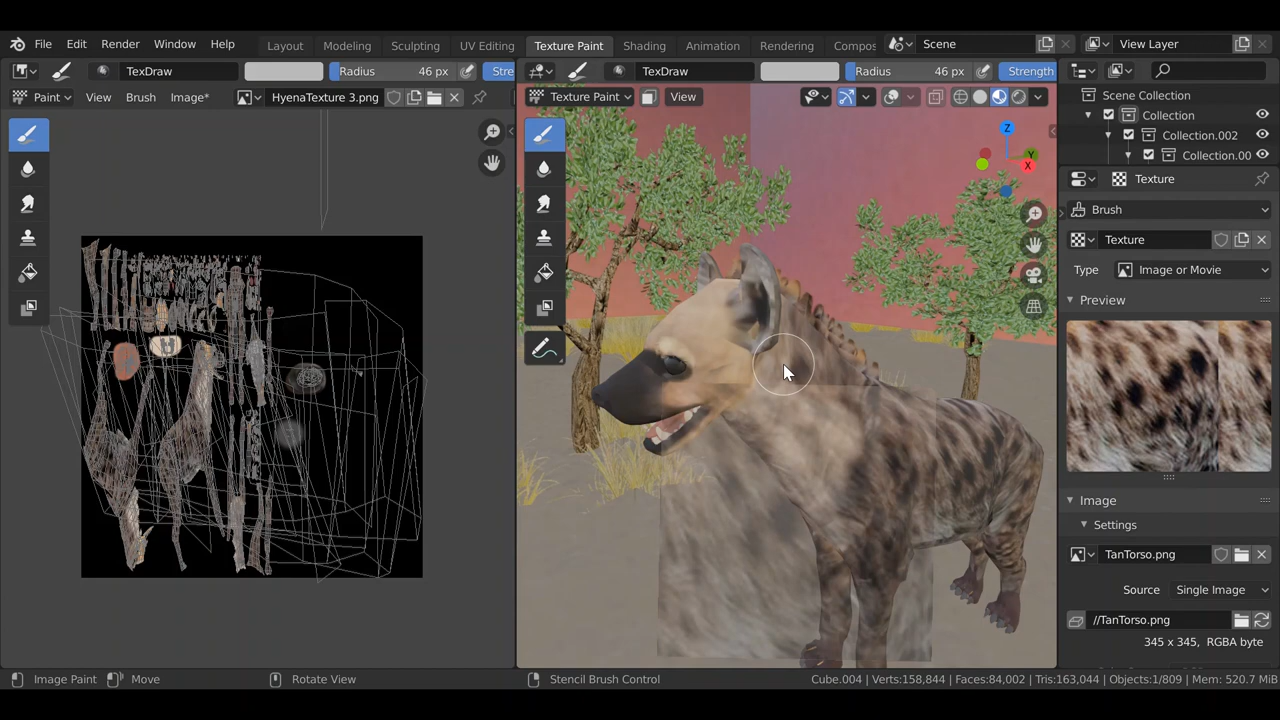 File Edit Render Window Help Layout Modeling Sculpting UV Editing Texture Paint Shading Animation Rendering Compos Scene View Layer
TexDraw Radius 46 px Stre TexDraw Radius 46 px Strength
Paint View Brush Image* HyenaTexture 3.png Texture Paint View
Scene Collection
Collection
Collection.002
Collection.00
Z
Y
X
Texture
Brush
Texture
Type Image or Movie
Preview
Image
Settings
TanTorso.png
Source Single Image
//TanTorso.png
345 x 345, RGBA byte
Image Paint Move Rotate View Stencil Brush Control Cube.004 | Verts:158,844 | Faces:84,002 | Tris:163,044 | Objects:1/809 | Mem: 520.7 MiB